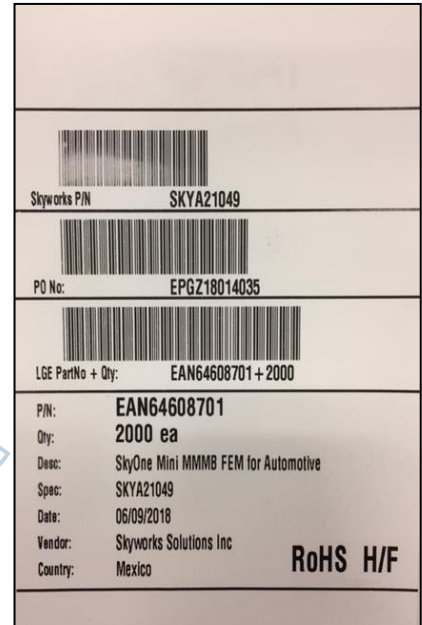 Skyworks P/N SKYA21049
PO No: EPGZ18014035
LGE PartNo + Qty: EAN64608701+2000
P/N: EAN64608701
Qty: 2000 ea
Desc: SkyOne Mini MMMB FEM for Automotive
Spec: SKYA21049
Date: 06/09/2018
Vendor: Skyworks Solutions Inc
Country: Mexico RoHS H/F